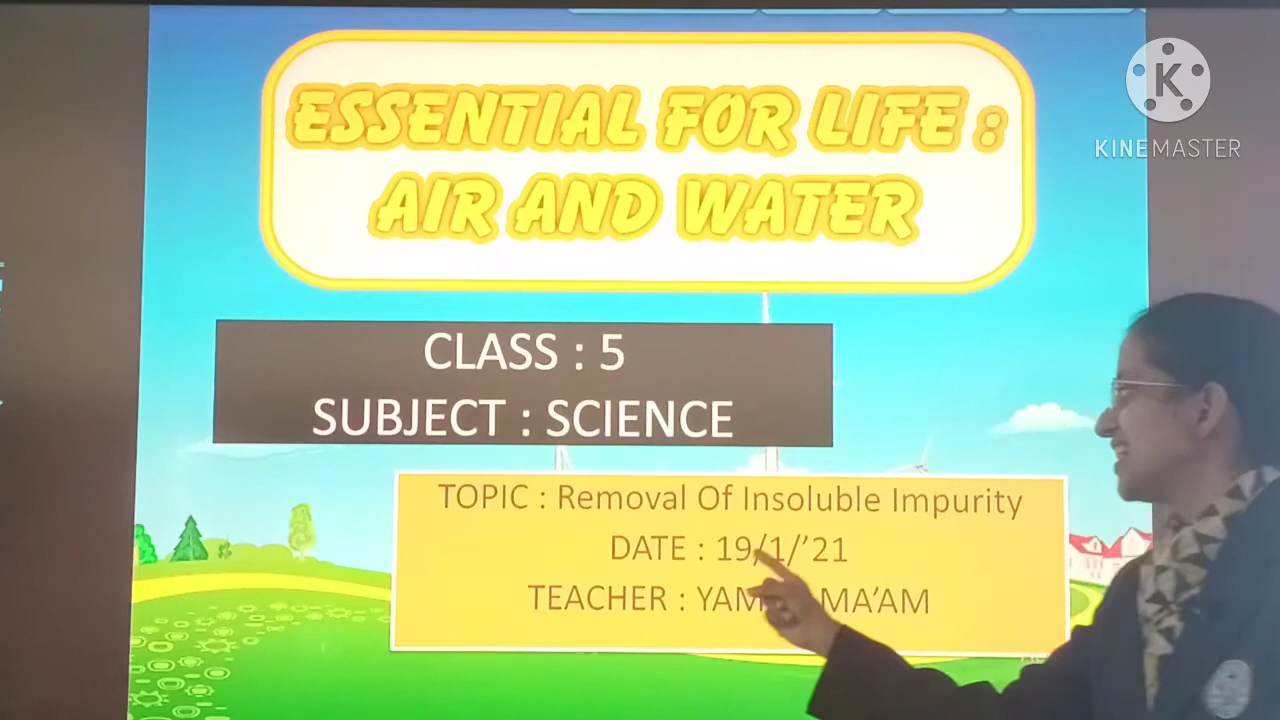 ESSENTIAL FOR LIFE :
AIR AND WATER
K
KINEMASTER
CLASS : 5
SUBJECT : SCIENCE
TOPIC : Removal Of Insoluble Impurity
DATE : 19/1/’21
TEACHER : MA’AM